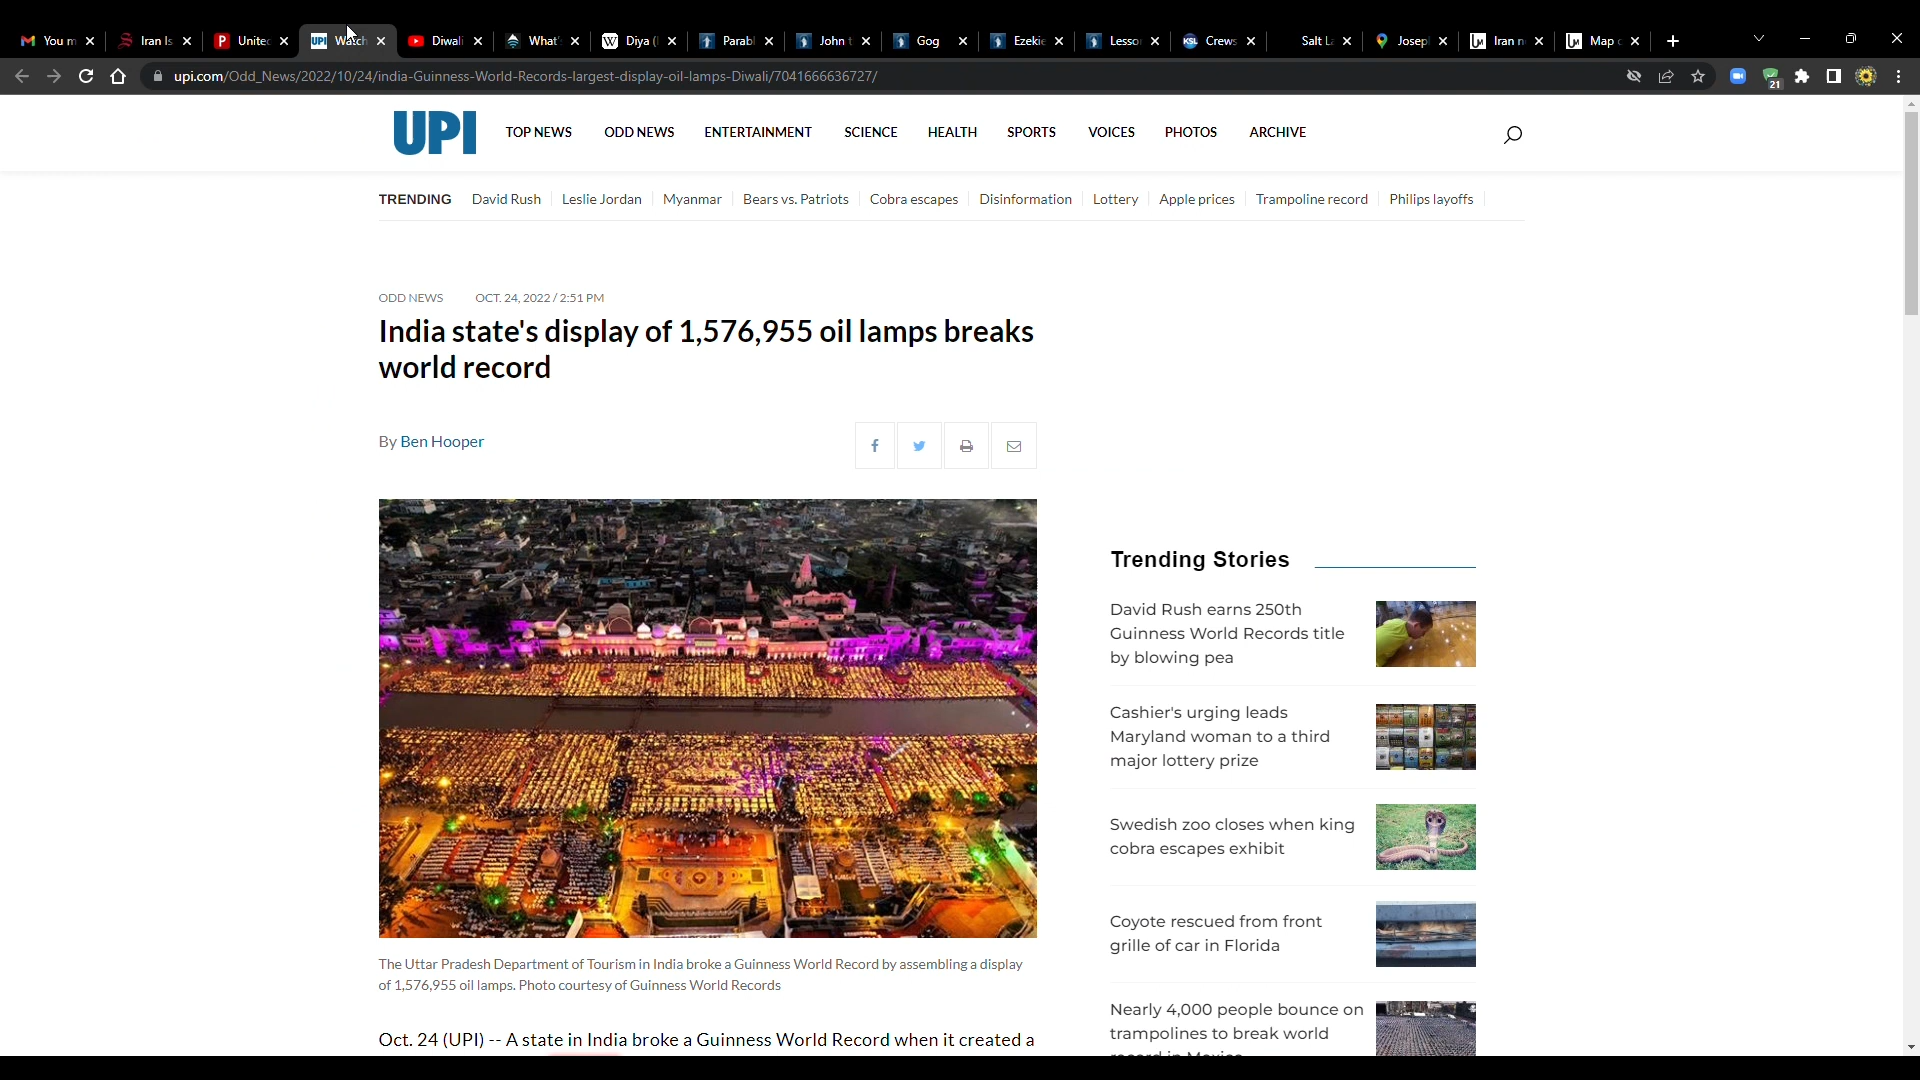 You m
Iran Is
Unitec
Watch
Diwali
What'
Diya (
Parabl
John t
Gog
Ezekie
Lesso
Crews
Salt La
Joseph
Iran n
Map o
upi.com/Odd_News/2022/10/24/india-Guinness-World-Records-largest-display-oil-lamps-Diwali/7041666636727/
21
UPI TOP NEWS ODD NEWS ENTERTAINMENT SCIENCE HEALTH SPORTS VOICES PHOTOS ARCHIVE
TRENDING David Rush Leslie Jordan Myanmar Bears vs. Patriots Cobra escapes Disinformation Lottery Apple prices Trampoline record Philips layoffs
ODD NEWS OCT. 24, 2022 / 2:51 PM
India state's display of 1,576,955 oil lamps breaks
world record
By Ben Hooper
The Uttar Pradesh Department of Tourism in India broke a Guinness World Record by assembling a display
of 1,576,955 oil lamps. Photo courtesy of Guinness World Records
Oct. 24 (UPI) -- A state in India broke a Guinness World Record when it created a
Trending Stories
David Rush earns 250th
Guinness World Records title
by blowing pea
Cashier's urging leads
Maryland woman to a third
major lottery prize
Swedish zoo closes when king
cobra escapes exhibit
Coyote rescued from front
grille of car in Florida
Nearly 4,000 people bounce on
trampolines to break world
record in Mexico